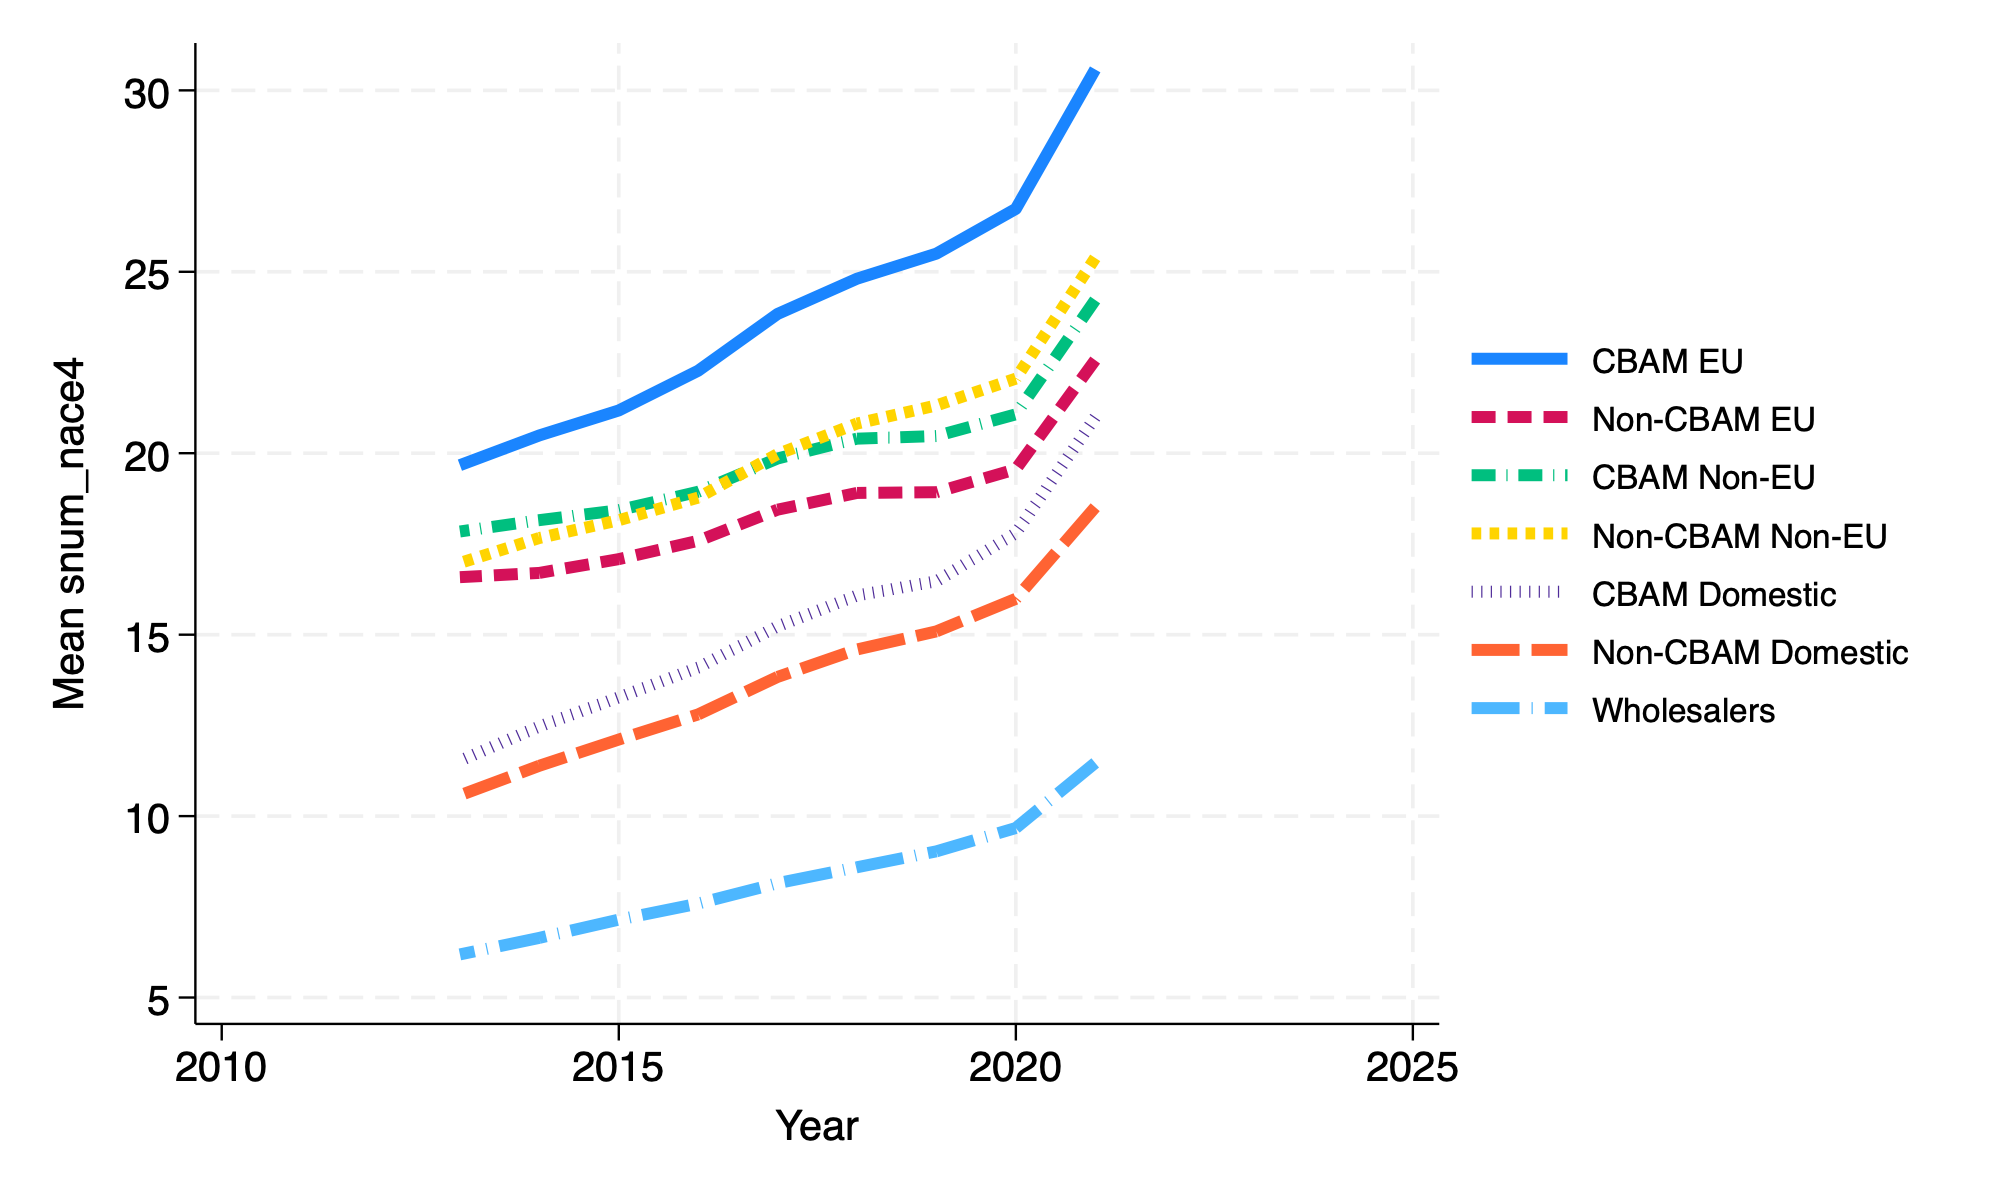 Mean snum_nace4
30
25
20
15
10
5
2010 2015 2020 2025
Year
CBAM EU
Non-CBAM EU
CBAM Non-EU
Non-CBAM Non-EU
CBAM Domestic
Non-CBAM Domestic
Wholesalers